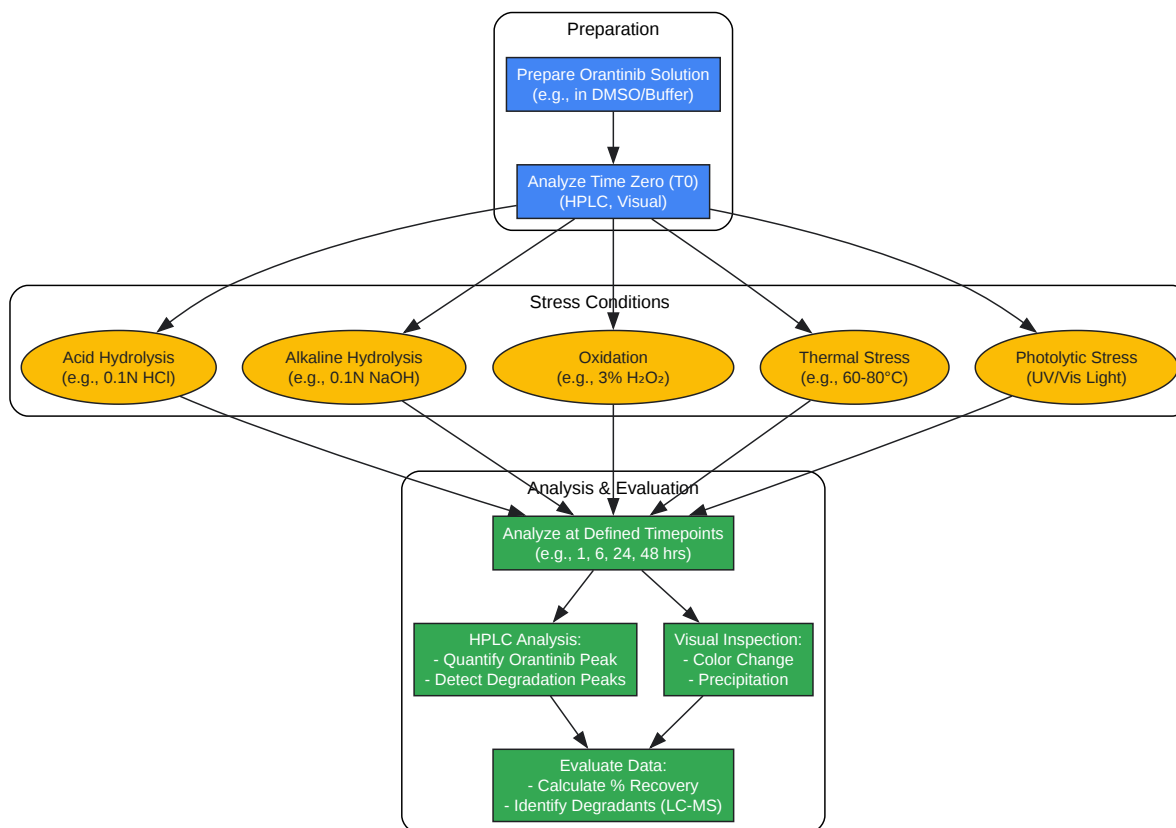 Preparation
Prepare Orantinib Solution
(e.g., in DMSO/Buffer)
Analyze Time Zero (T0)
(HPLC, Visual)
Stress Conditions
Acid Hydrolysis
(e.g., 0.1N HCl)
Alkaline Hydrolysis
(e.g., 0.1N NaOH)
Oxidation
(e.g., 3% H₂O₂)
Thermal Stress
(e.g., 60-80°C)
Photolytic Stress
(UV/Vis Light)
Analysis & Evaluation
Analyze at Defined Timepoints
(e.g., 1, 6, 24, 48 hrs)
HPLC Analysis:
- Quantify Orantinib Peak
- Detect Degradation Peaks
Visual Inspection:
- Color Change
- Precipitation
Evaluate Data:
- Calculate % Recovery
- Identify Degradants (LC-MS)